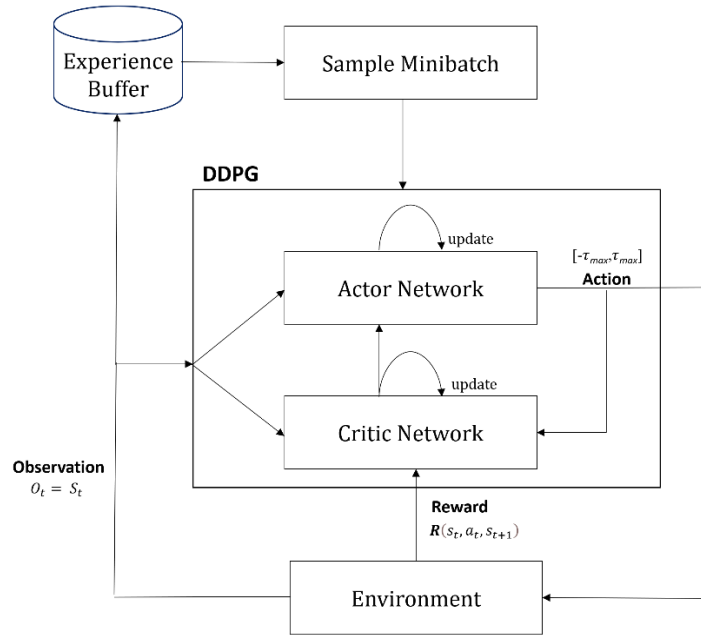 Experience
Buffer
Sample Minibatch
DDPG
update
Actor Network
[-τmax,τmax]
Action
update
Critic Network
Observation
Ot = St
Reward
R(st, at, st+1)
Environment